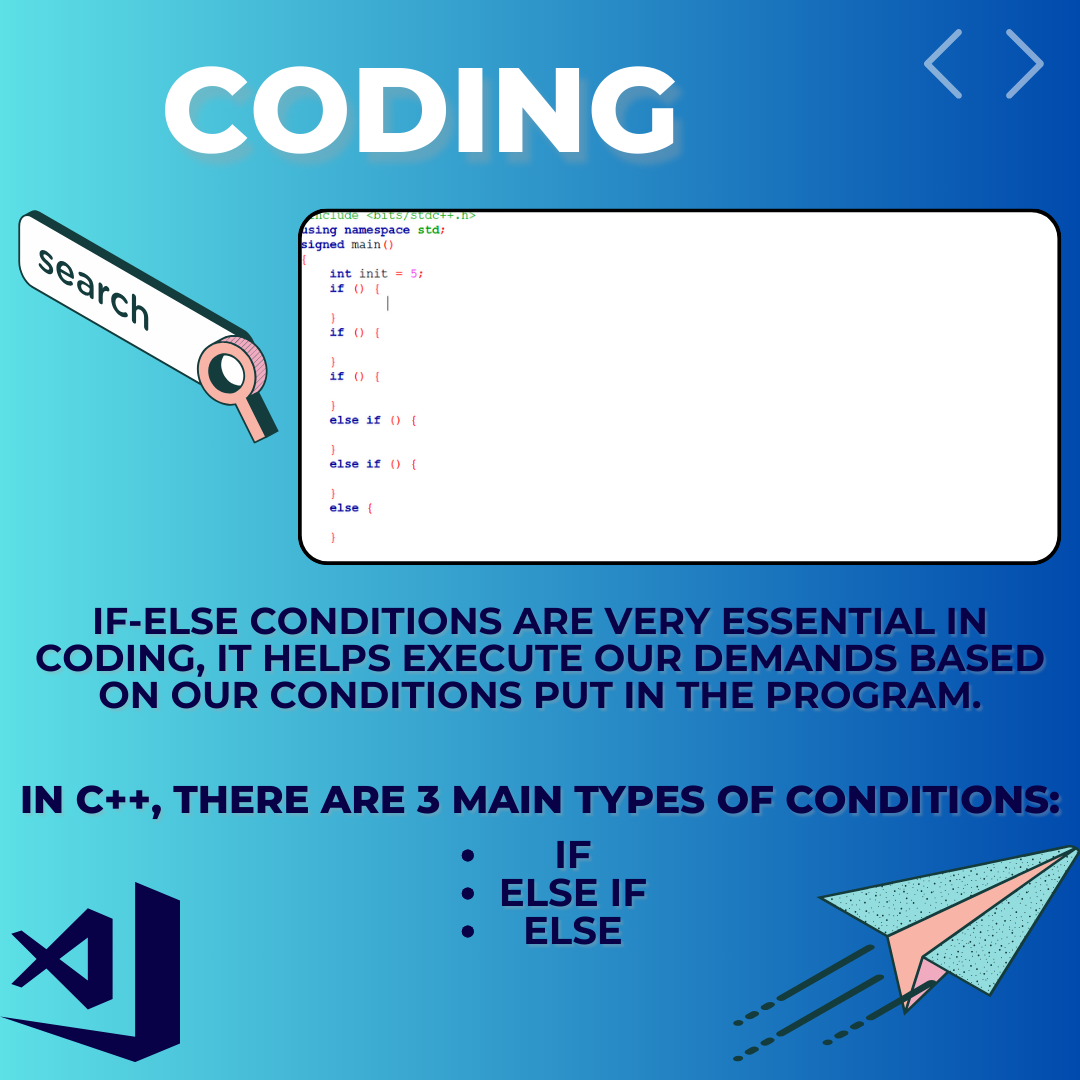 CODING
search
include <bits/stdc++.h>
using namespace std;
signed main()
{
int init = 5;
if () {
}
if () {
}
if () {
}
else if () {
}
else if () {
}
else {
}
IF-ELSE CONDITIONS ARE VERY ESSENTIAL IN
CODING, IT HELPS EXECUTE OUR DEMANDS BASED
ON OUR CONDITIONS PUT IN THE PROGRAM.
IN C++, THERE ARE 3 MAIN TYPES OF CONDITIONS:
• IF
• ELSE IF
• ELSE